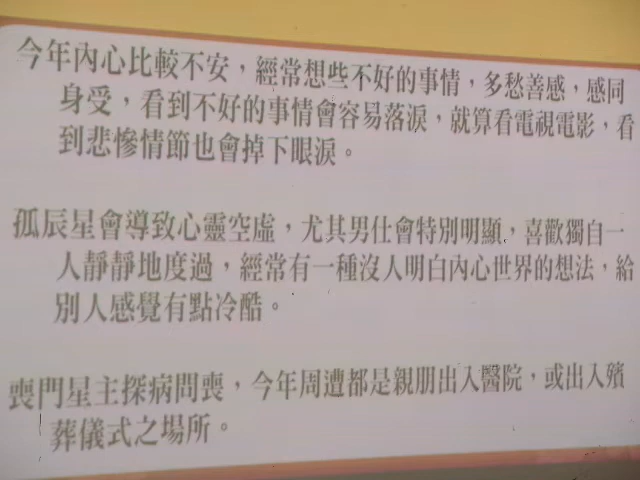 今年內心比較不安，經常想些不好的事情，多愁善感，感同
身受，看到不好的事情會容易落淚，就算看電視電影，看
到悲慘情節也會掉下眼淚。
孤辰星會導致心靈空虛，尤其男仕會特別明顯，喜歡獨自一
人靜靜地度過，經常有一種沒人明白內心世界的想法，給
別人感覺有點冷酷。
喪門星主探病問喪，今年周遭都是親朋出入醫院，或出入殯
葬儀式之場所。